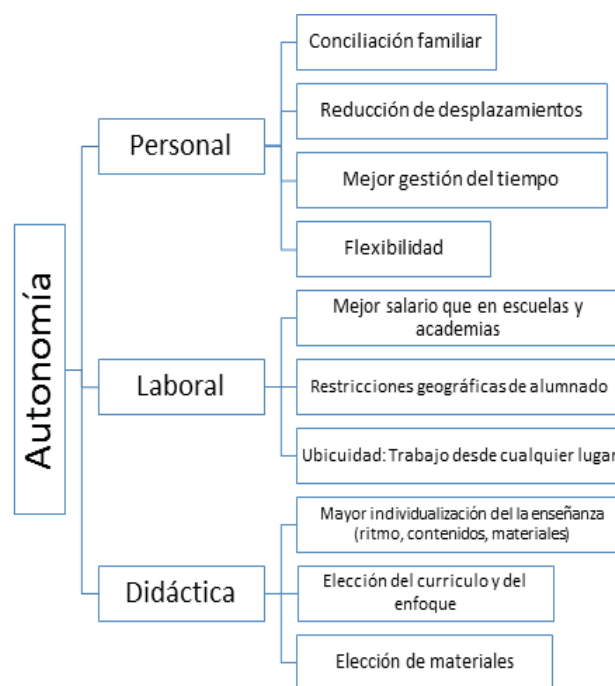 Autonomía
Personal
Conciliación familiar
Reducción de desplazamientos
Mejor gestión del tiempo
Flexibilidad
Laboral
Mejor salario que en escuelas y
academias
Restricciones geográficas de alumnado
Ubicuidad: Trabajo desde cualquier lugar
Didáctica
Mayor individualización del la enseñanza
(ritmo, contenidos, materiales)
Elección del curriculo y del
enfoque
Elección de materiales